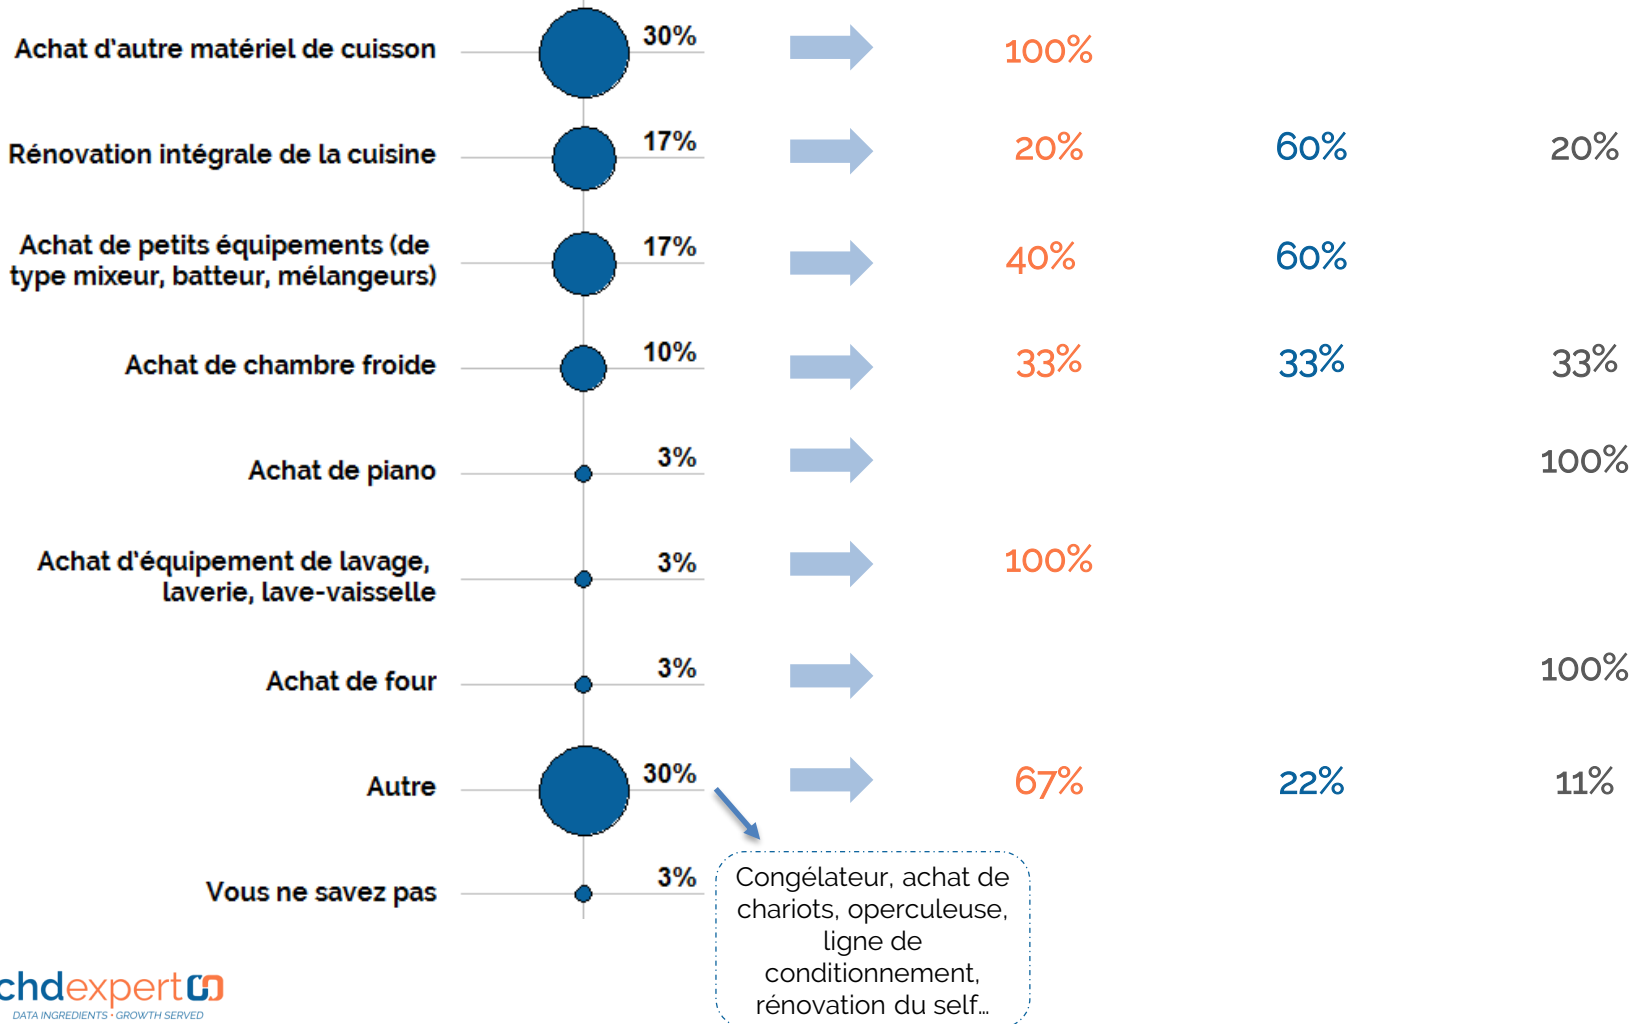 Achat d'autre matériel de cuisson 30% 100%
Rénovation intégrale de la cuisine 17% 20% 60% 20%
Achat de petits équipements (de
type mixeur, batteur, mélangeurs) 17% 40% 60%
Achat de chambre froide 10% 33% 33% 33%
Achat de piano 3% 100%
Achat d'équipement de lavage,
laverie, lave-vaisselle 3% 100%
Achat de four 3% 100%
Autre 30% 67% 22% 11%
Vous ne savez pas 3%
Congélateur, achat de
chariots, operculeuse,
ligne de
conditionnement,
rénovation du self…
chdexpert
DATA INGREDIENTS • GROWTH SERVED